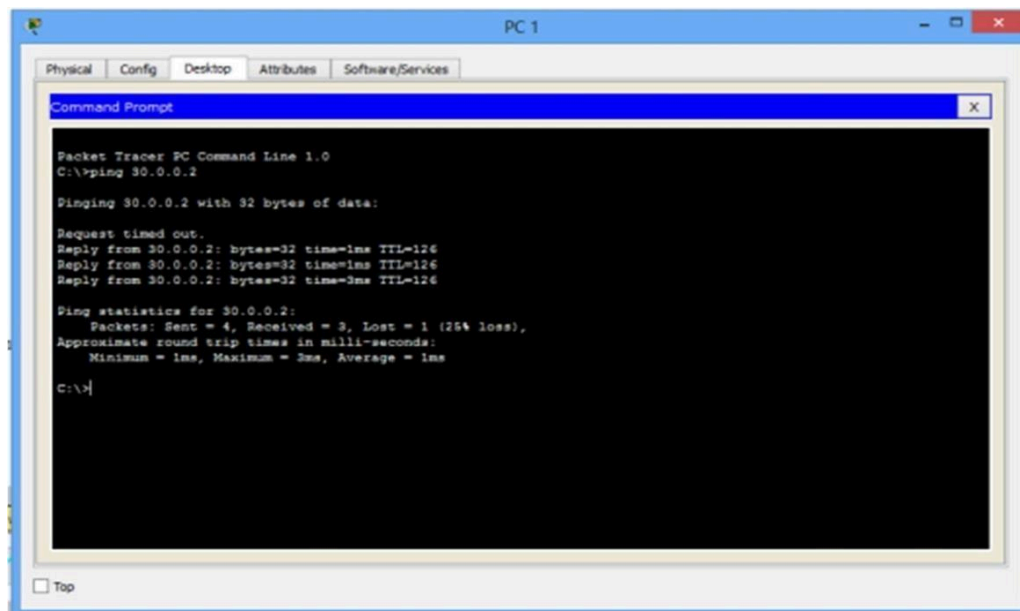 PC 1
Physical Config Desktop Attributes Software/Services
Command Prompt X
Packet Tracer PC Command Line 1.0
C:\>ping 30.0.0.2
Pinging 30.0.0.2 with 32 bytes of data:
Request timed out.
Reply from 30.0.0.2: bytes=32 time=1ms TTL=126
Reply from 30.0.0.2: bytes=32 time=1ms TTL=126
Reply from 30.0.0.2: bytes=32 time=3ms TTL=126
Ping statistics for 30.0.0.2:
Packets: Sent = 4, Received = 3, Lost = 1 (25% loss),
Approximate round trip times in milli-seconds:
Minimum = 1ms, Maximum = 3ms, Average = 1ms
C:\>
Top